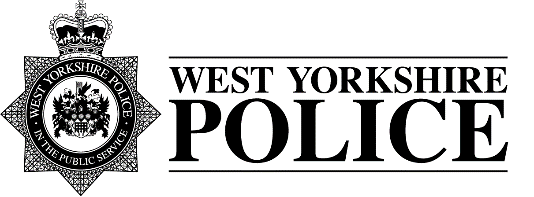 WEST YORKSHIRE POLICE
IN THE PUBLIC SERVICE
WEST YORKSHIRE
POLICE